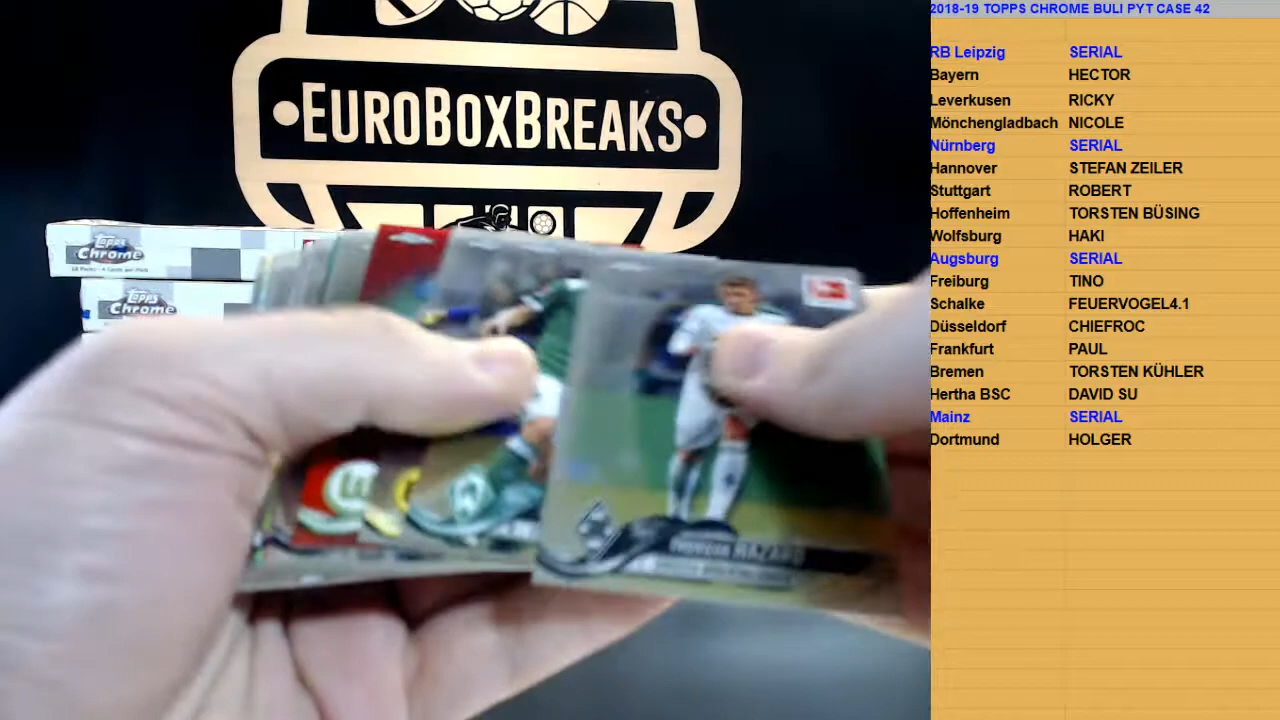 EUROBOXBREAKS
Topps
Chrome
Topps
Chrome
HAZARD
2018-19 TOPPS CHROME BULI PYT CASE 42
RB Leipzig SERIAL
Bayern HECTOR
Leverkusen RICKY
Mönchengladbach NICOLE
Nürnberg SERIAL
Hannover STEFAN ZEILER
Stuttgart ROBERT
Hoffenheim TORSTEN BÜSING
Wolfsburg HAKI
Augsburg SERIAL
Freiburg TINO
Schalke FEUERVOGEL4.1
Düsseldorf CHIEFROC
Frankfurt PAUL
Bremen TORSTEN KÜHLER
Hertha BSC DAVID SU
Mainz SERIAL
Dortmund HOLGER